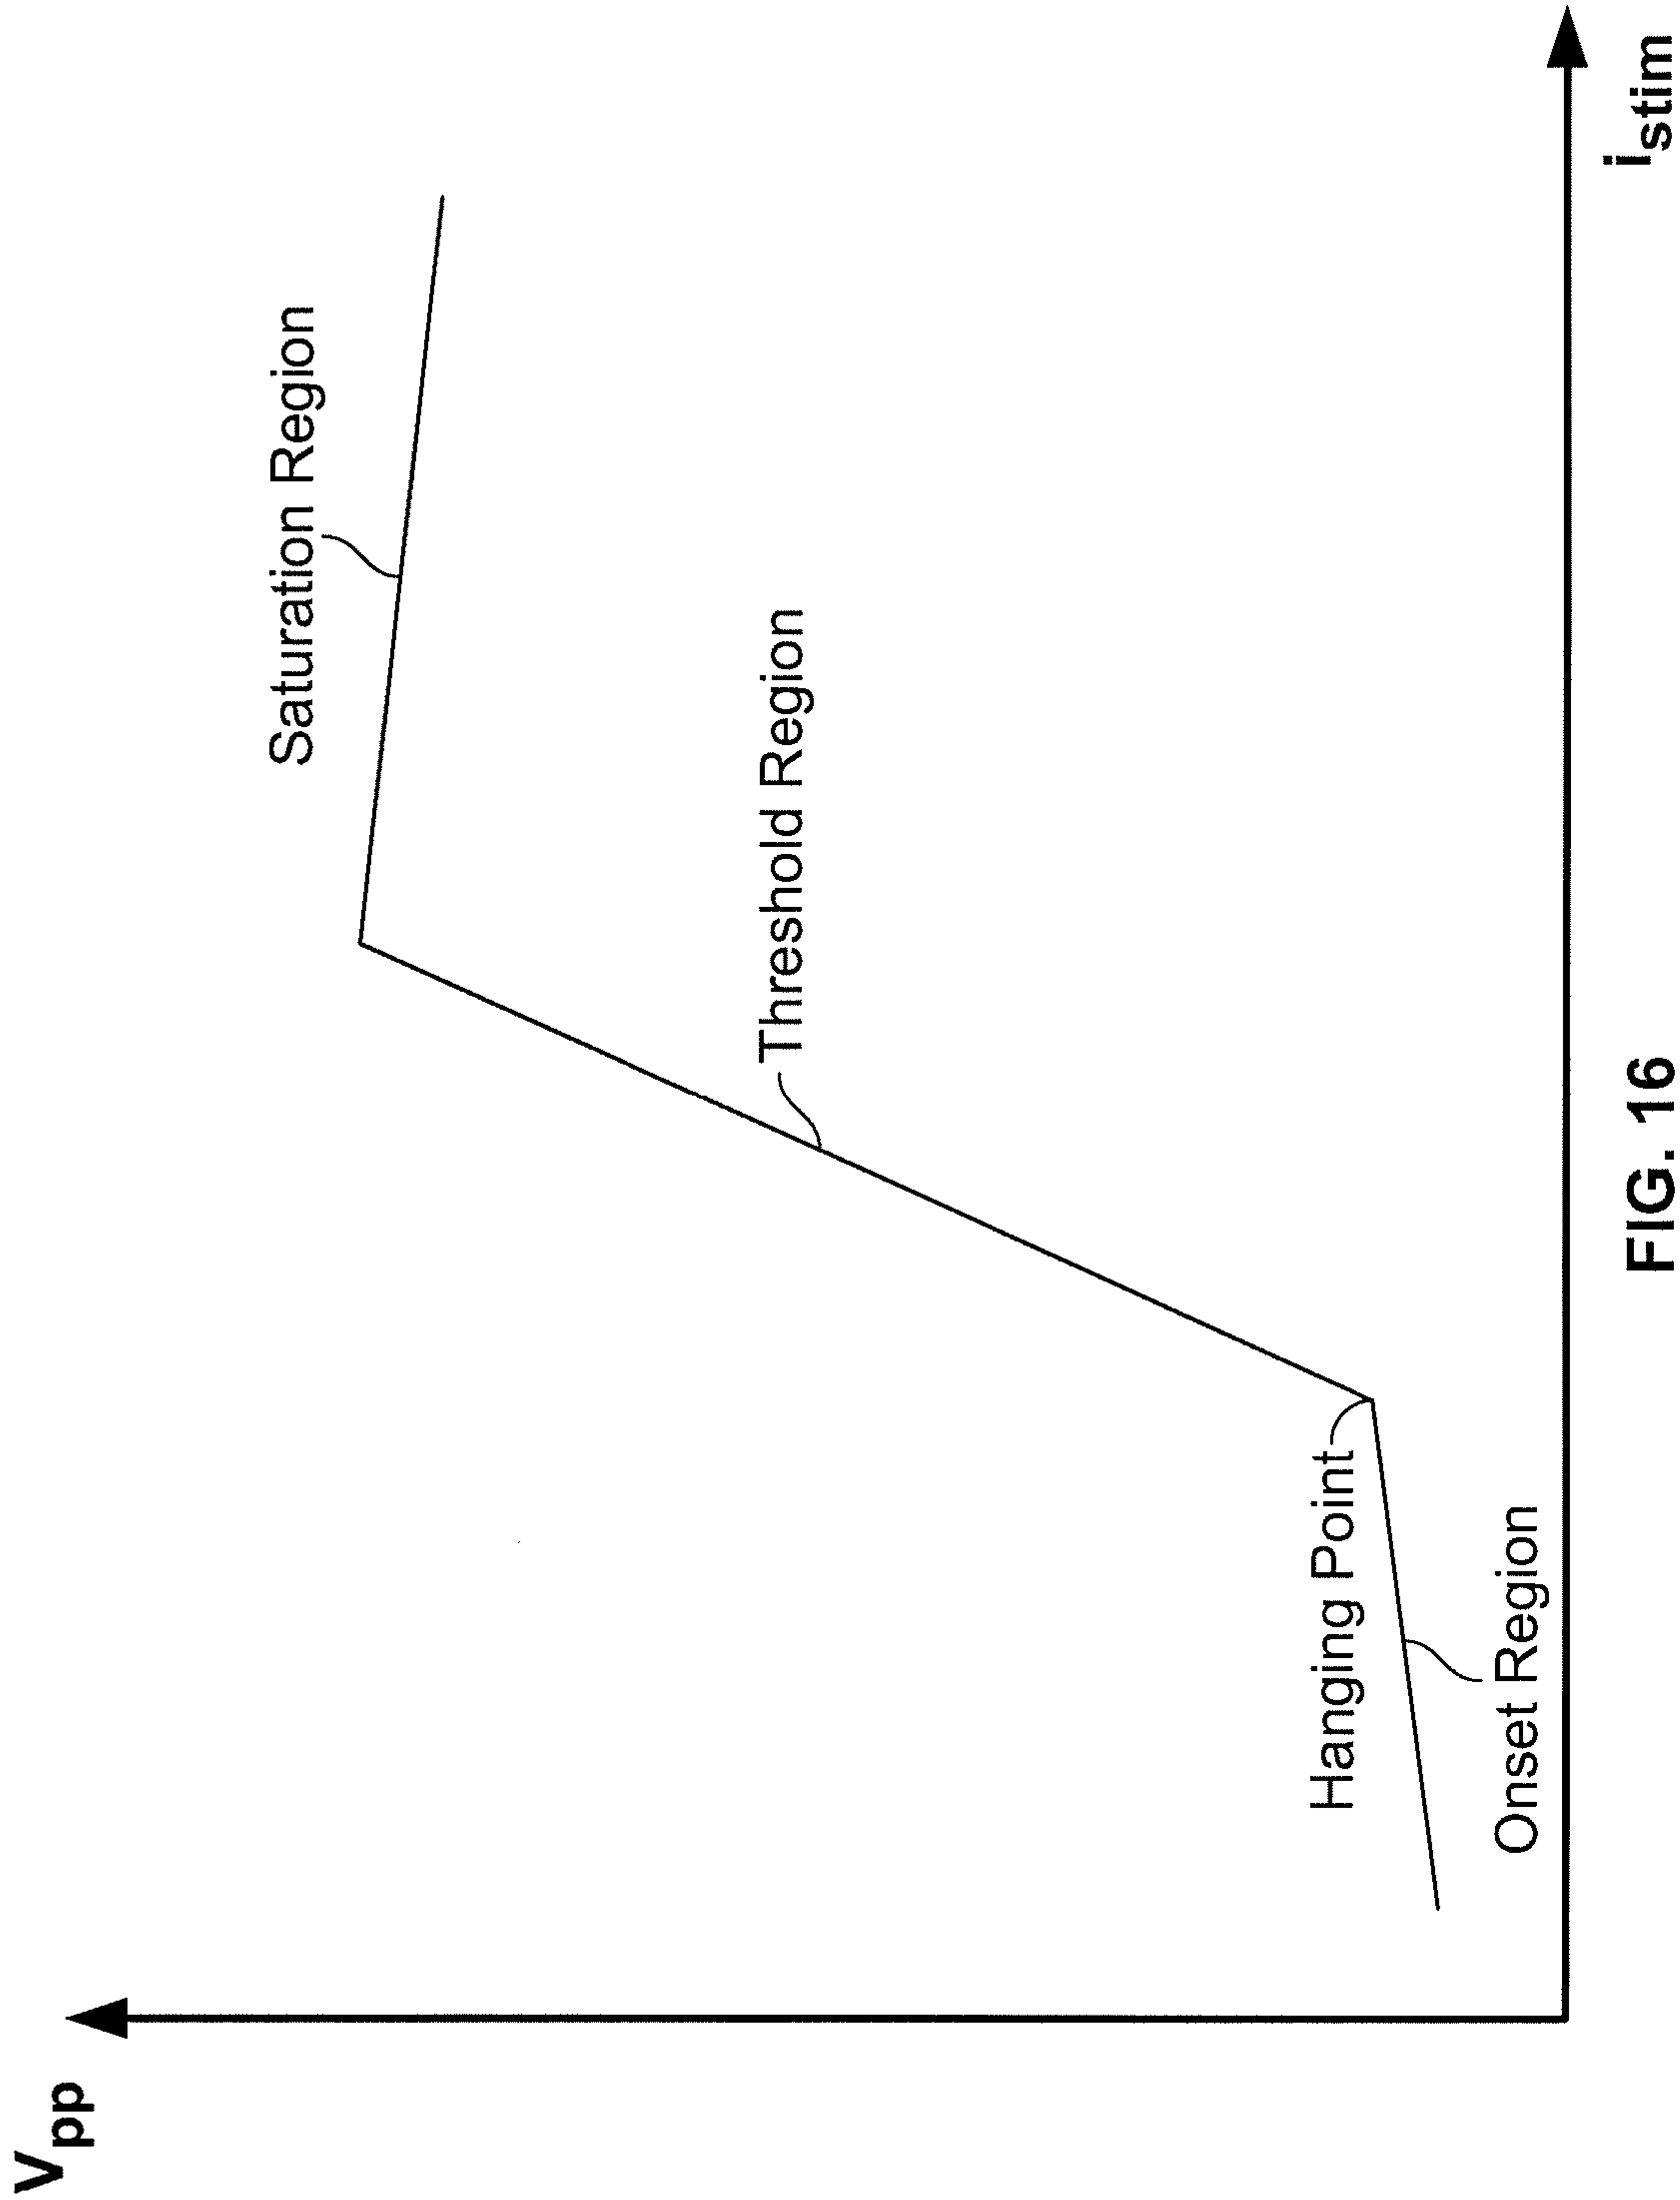 Vpp
Saturation Region
Threshold Region
Hanging Point
Onset Region
istim
FIG. 16